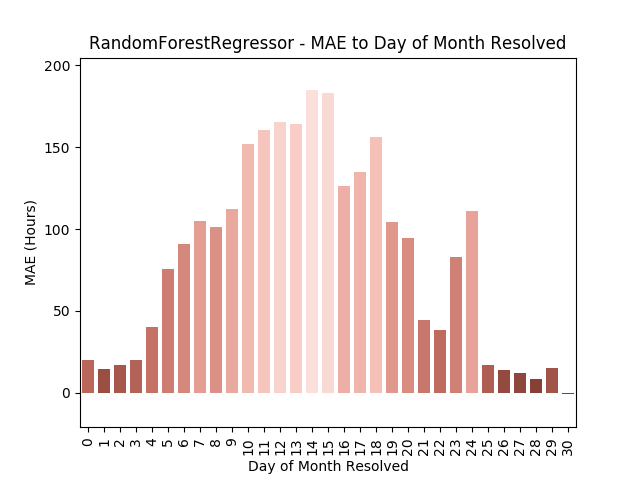 RandomForestRegressor - MAE to Day of Month Resolved
200
150
100
50
0
MAE (Hours)
0 1 2 3 4 5 6 7 8 9 10 11 12 13 14 15 16 17 18 19 20 21 22 23 24 25 26 27 28 29 30
Day of Month Resolved